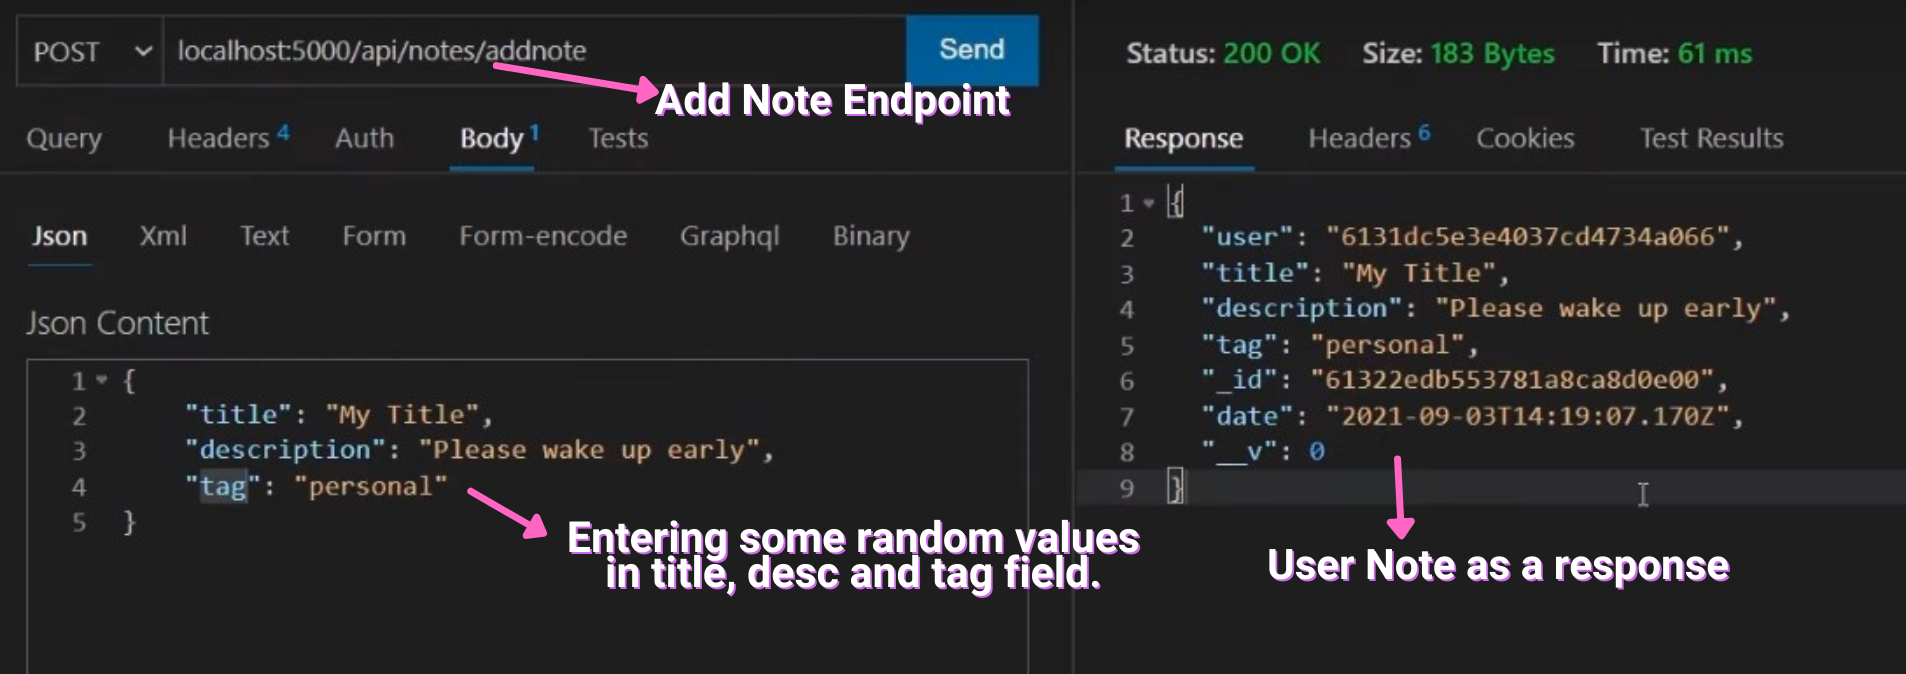 POST localhost:5000/api/notes/addnote Send
Add Note Endpoint
Query Headers 4 Auth Body 1 Tests
Json Xml Text Form Form-encode Graphql Binary
Json Content
1 {
2 "title": "My Title",
3 "description": "Please wake up early",
4 "tag": "personal"
5 }
Entering some random values
in title, desc and tag field.
Status: 200 OK Size: 183 Bytes Time: 61 ms
Response Headers 6 Cookies Test Results
1 {
2 "user": "6131dc5e3e4037cd4734a066",
3 "title": "My Title",
4 "description": "Please wake up early",
5 "tag": "personal",
6 "_id": "61322edb553781a8ca8d0e00",
7 "date": "2021-09-03T14:19:07.170Z",
8 "__v": 0
9 }
User Note as a response